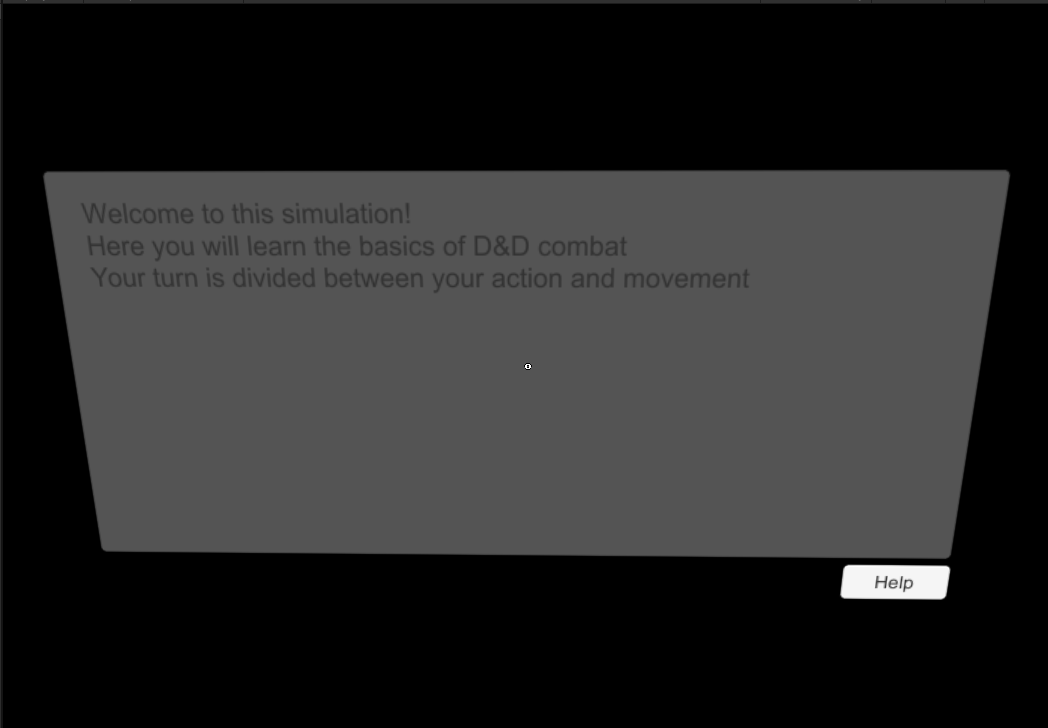 Welcome to this simulation!
Here you will learn the basics of D&D combat
Your turn is divided between your action and movement
Help